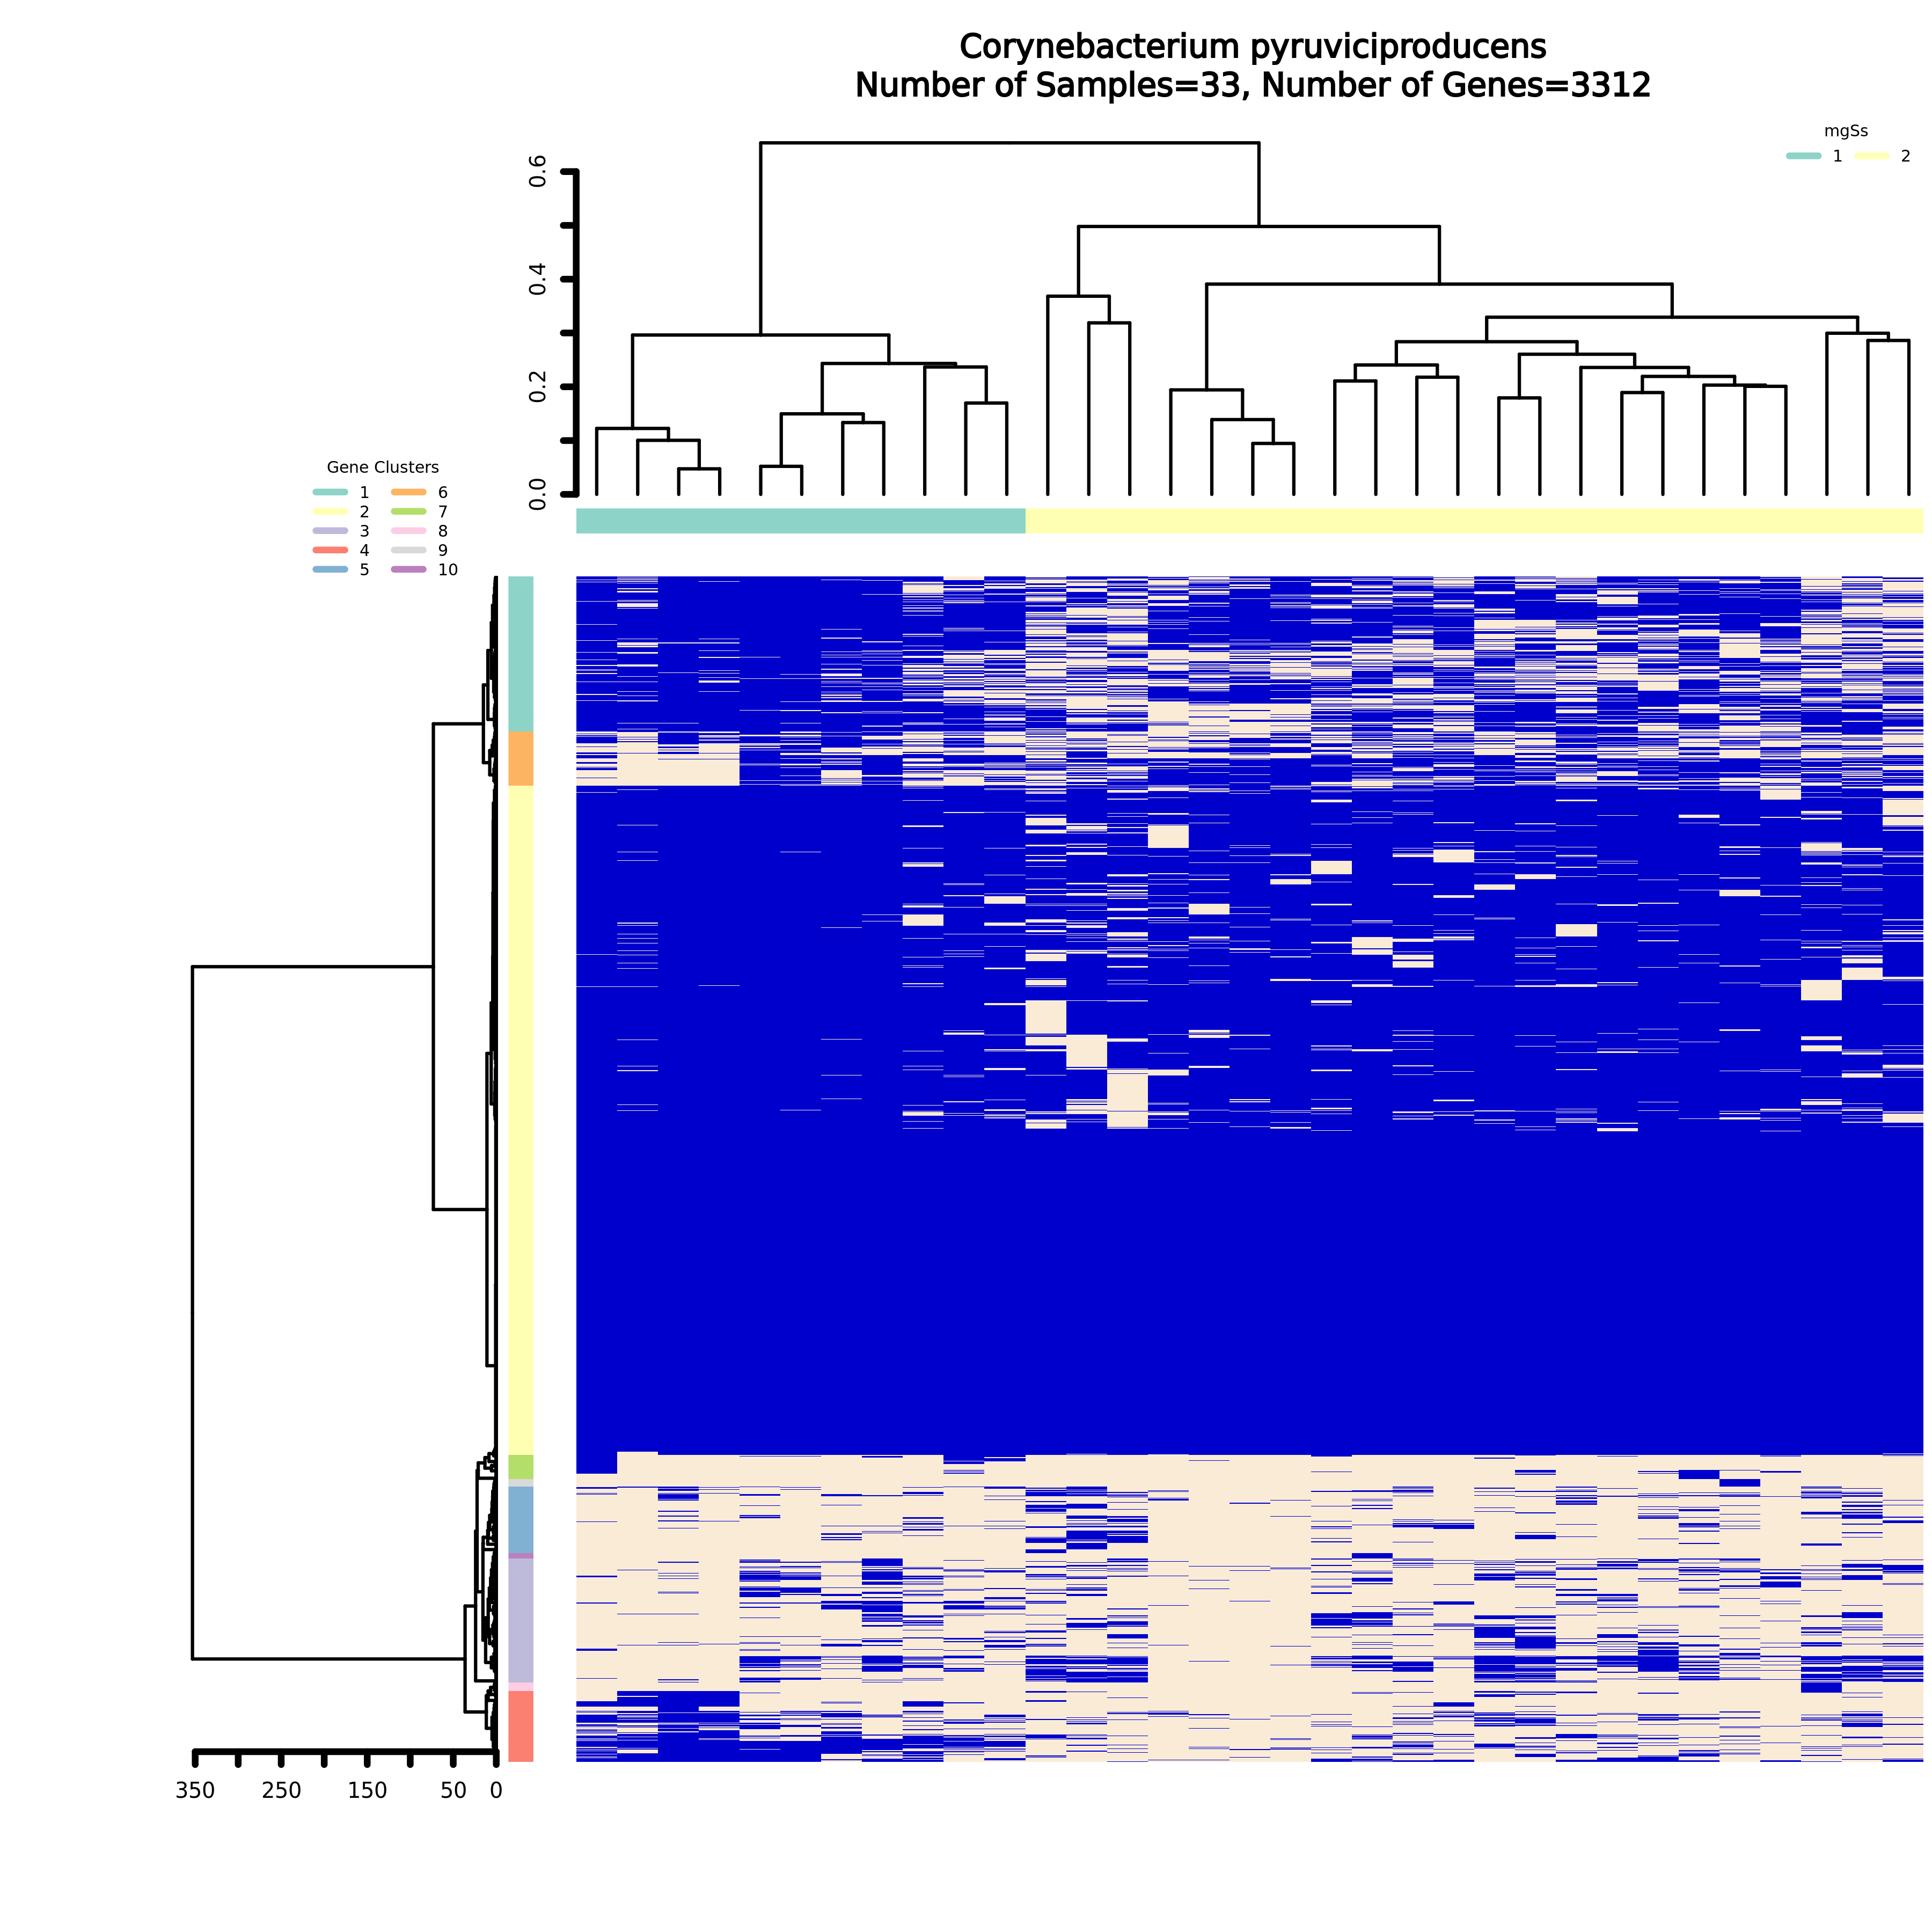 Corynebacterium pyruviciproducens
Number of Samples=33, Number of Genes=3312
mgSs
1 2
0.6
0.4
0.2
0.0
Gene Clusters
1 6
2 7
3 8
4 9
5 10
350 250 150 50 0